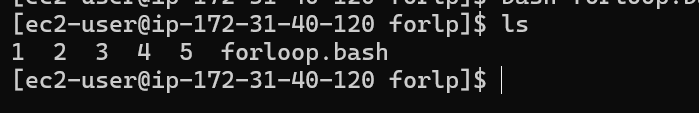 [ec2-user@ip-172-31-40-120 forlp]$ ls
1  2  3  4  5  forloop.bash
[ec2-user@ip-172-31-40-120 forlp]$